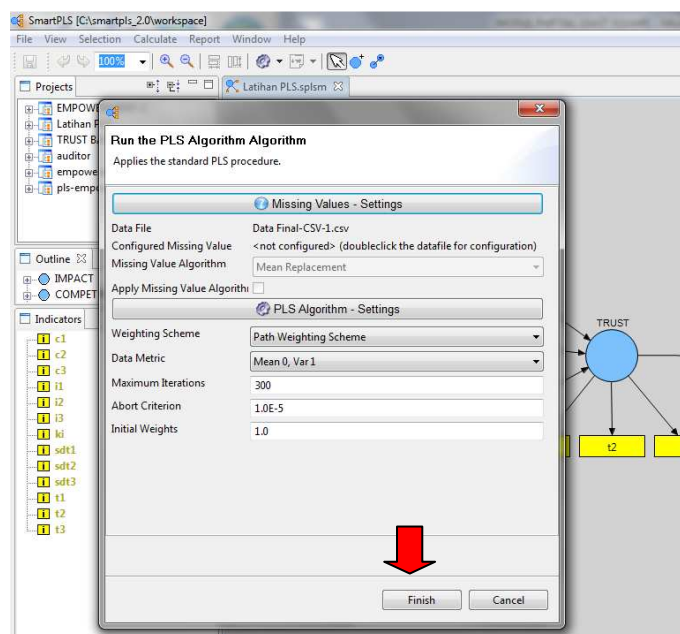 SmartPLS [C:\smartpls_2.0\workspace]
File View Selection Calculate Report Window Help
100%
Projects
Latihan PLS.splsm
EMPOWE
Latihan P
TRUST B
auditor
empowe
pls-empo
Outline
IMPACT
COMPET
Indicators
c1
c2
c3
i1
i2
i3
ki
sdt1
sdt2
sdt3
t1
t2
t3
Run the PLS Algorithm Algorithm
Applies the standard PLS procedure.
Missing Values - Settings
Data File Data Final-CSV-1.csv
Configured Missing Value <not configured> (doubleclick the datafile for configuration)
Missing Value Algorithm Mean Replacement
Apply Missing Value Algorith
PLS Algorithm - Settings
Weighting Scheme Path Weighting Scheme
Data Metric Mean 0, Var 1
Maximum Iterations 300
Abort Criterion 1.0E-5
Initial Weights 1.0
Finish Cancel
TRUST
t2